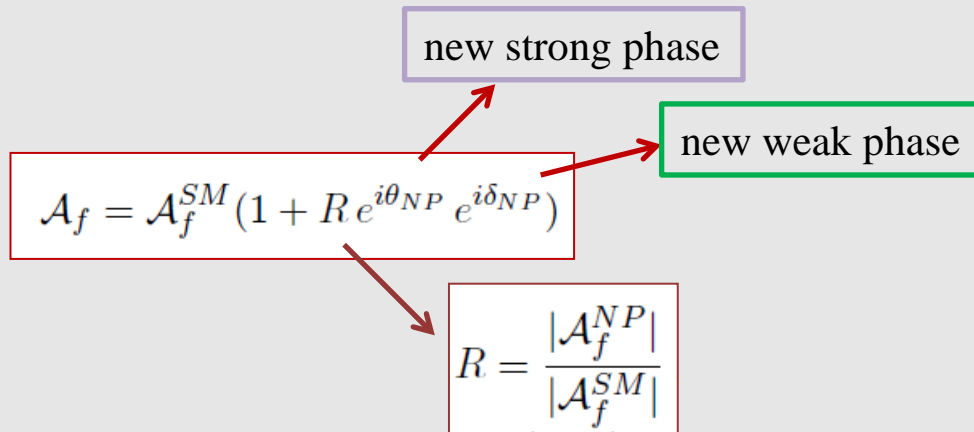 new strong phase
new weak phase
𝒜_f = 𝒜_f^{SM}(1 + R e^{iθ_{NP}} e^{iδ_{NP}})
R = |𝒜_f^{NP}| / |𝒜_f^{SM}|